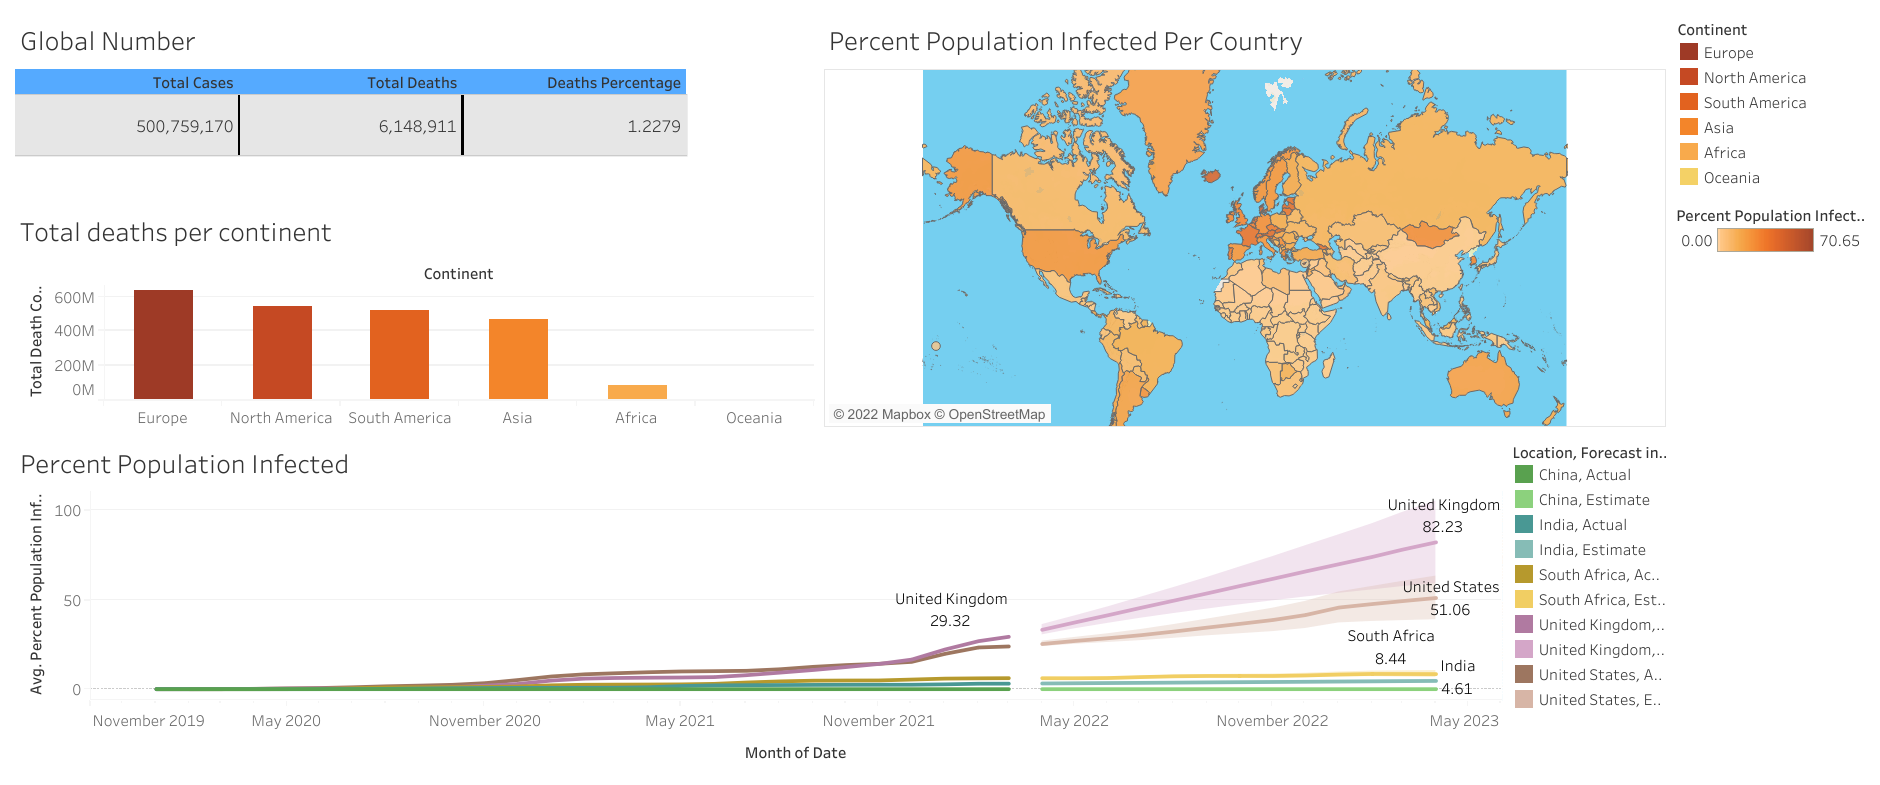 Global Number
Total Cases Total Deaths Deaths Percentage
500,759,170 6,148,911 1.2279
Total deaths per continent
Continent
Total Death Co..
600M
400M
200M
0M
Europe North America South America Asia Africa Oceania
Percent Population Infected Per Country
© 2022 Mapbox © OpenStreetMap
Continent
Europe
North America
South America
Asia
Africa
Oceania
Percent Population Infect..
0.00 70.65
Percent Population Infected
Avg. Percent Population Inf..
100
50
0
United Kingdom
29.32
United Kingdom
82.23
United States
51.06
South Africa
8.44
India
4.61
November 2019 May 2020 November 2020 May 2021 November 2021 May 2022 November 2022 May 2023
Month of Date
Location, Forecast in..
China, Actual
China, Estimate
India, Actual
India, Estimate
South Africa, Ac..
South Africa, Est..
United Kingdom,..
United Kingdom,..
United States, A..
United States, E..